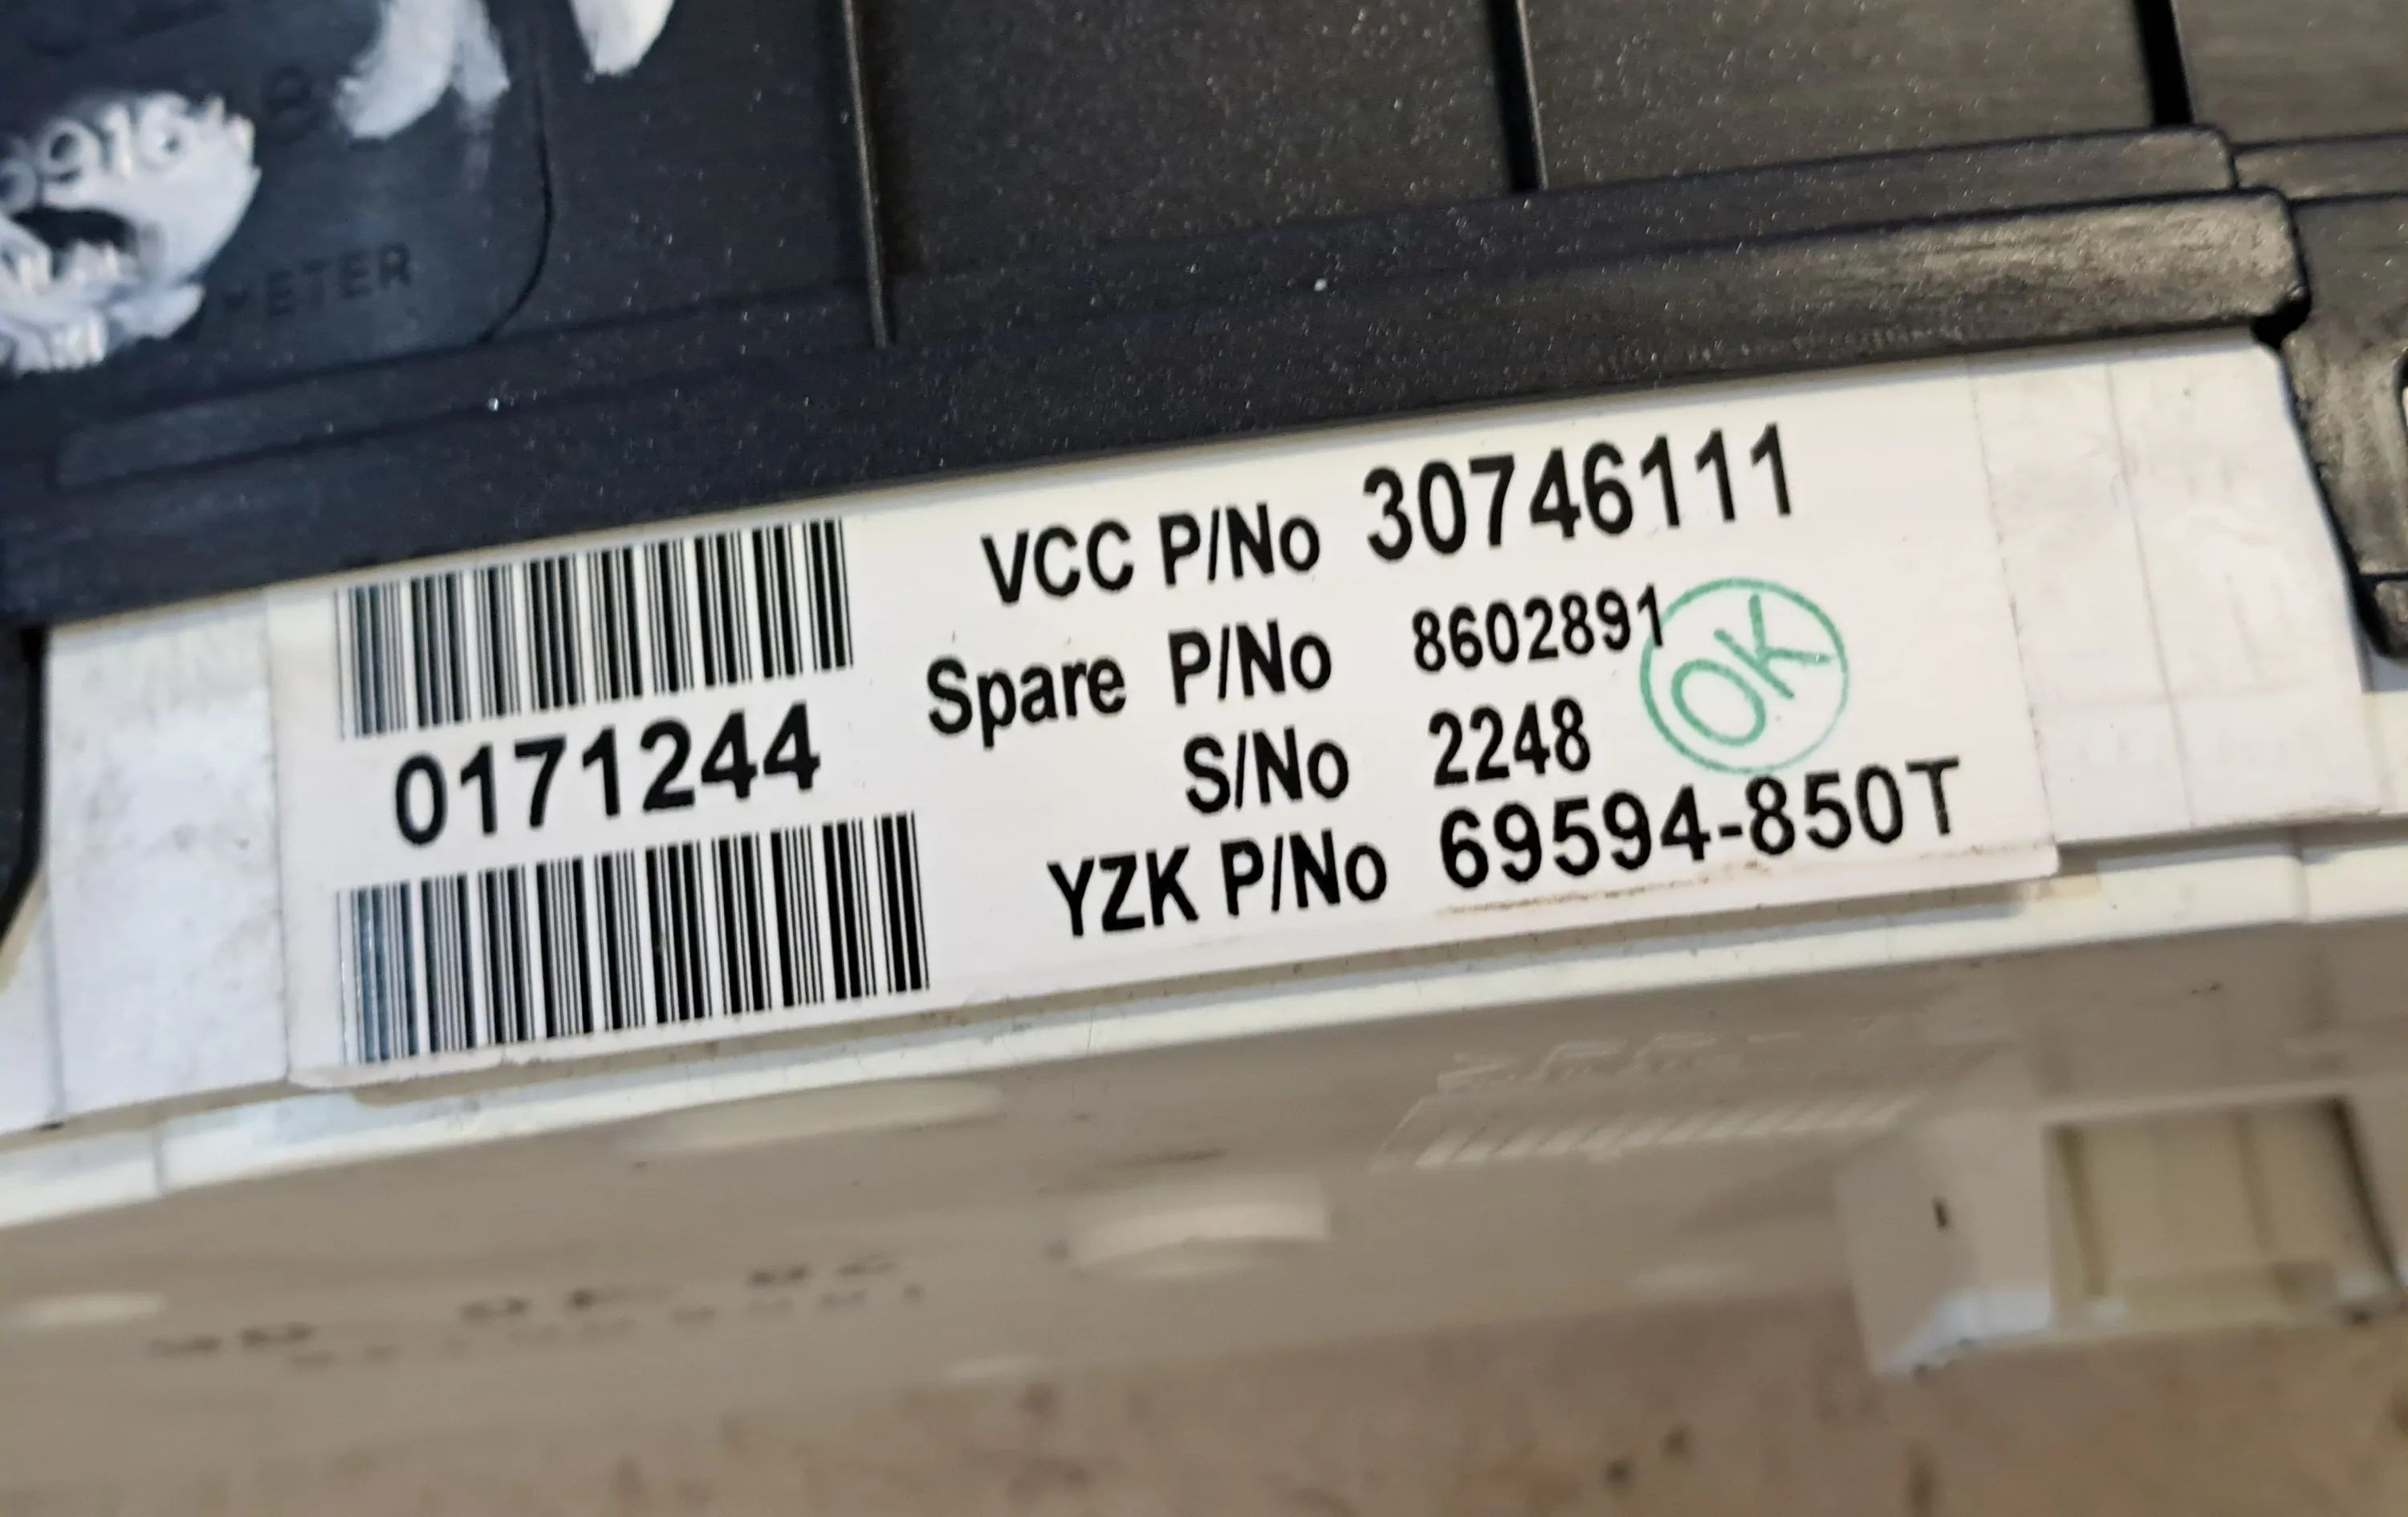 METER
VCC P/No 30746111
Spare P/No 8602891
S/No 2248
YZK P/No 69594-850T
0171244
OK